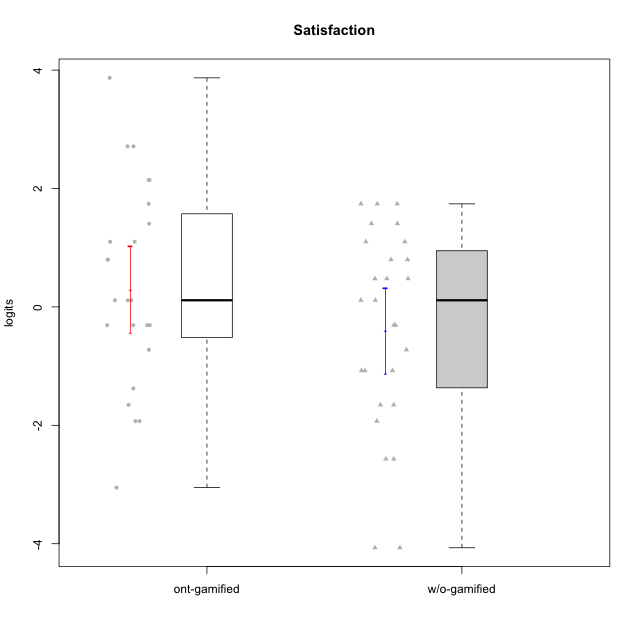 Satisfaction
4
2
0
-2
-4
logits
ont-gamified
w/o-gamified